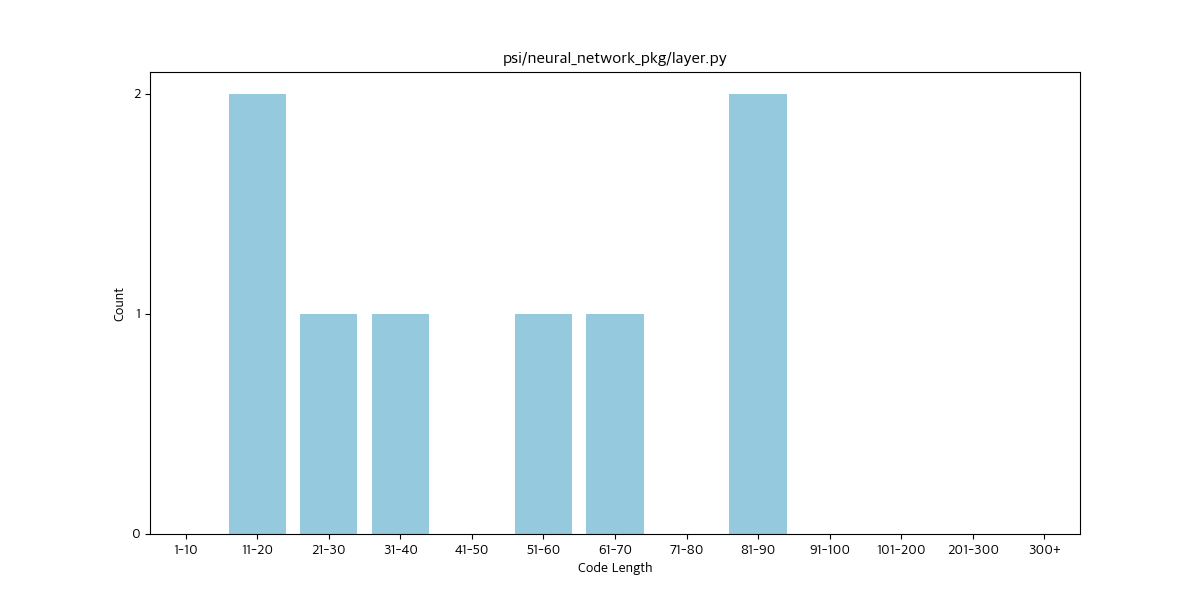 psi/neural_network_pkg/layer.py
2
1
0
Count
1-10 11-20 21-30 31-40 41-50 51-60 61-70 71-80 81-90 91-100 101-200 201-300 300+
Code Length